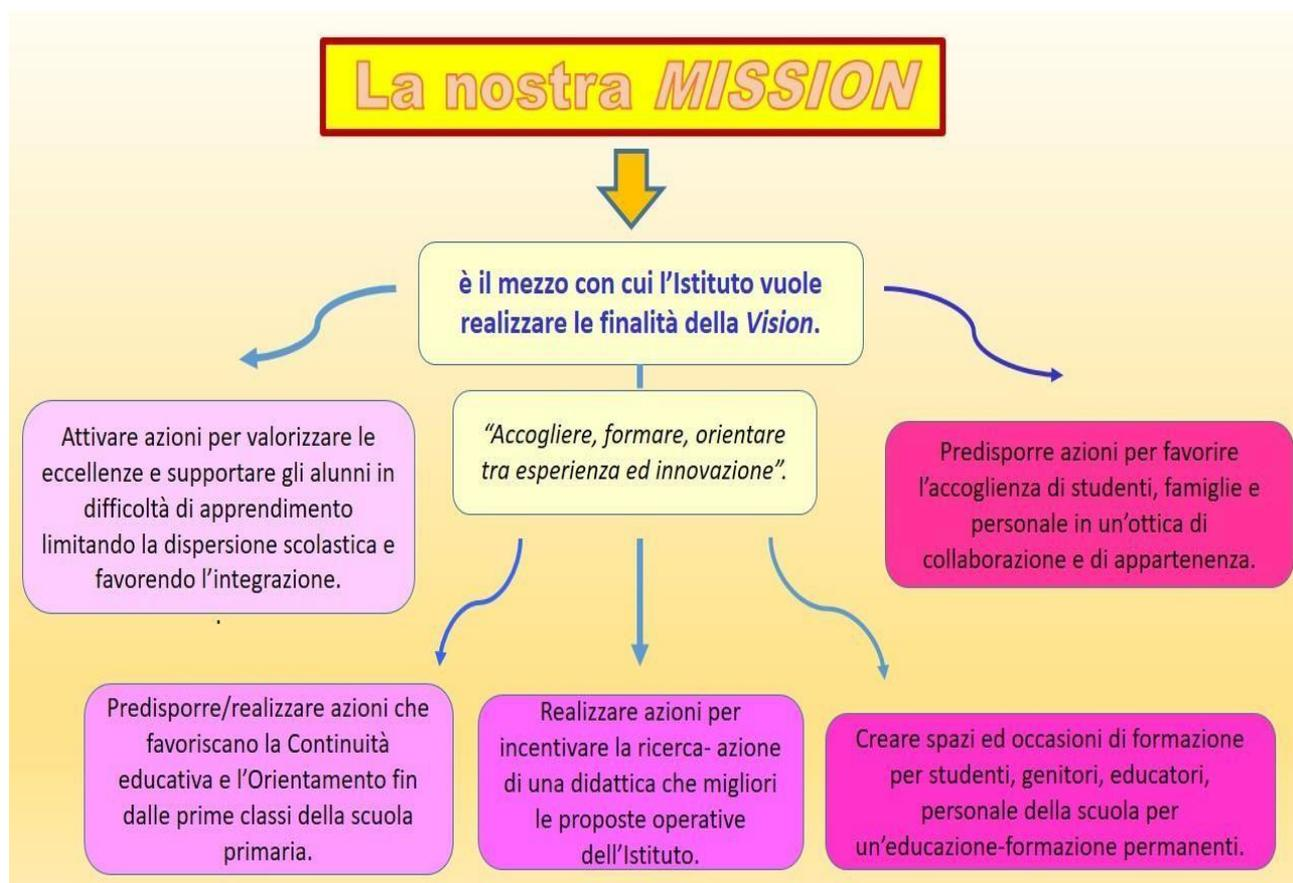 La nostra MISSION
è il mezzo con cui l’Istituto vuole
realizzare le finalità della Vision.
“Accogliere, formare, orientare
tra esperienza ed innovazione”.
Attivare azioni per valorizzare le
eccellenze e supportare gli alunni in
difficoltà di apprendimento
limitando la dispersione scolastica e
favorendo l’integrazione.
.
Predisporre azioni per favorire
l’accoglienza di studenti, famiglie e
personale in un’ottica di
collaborazione e di appartenenza.
Predisporre/realizzare azioni che
favoriscano la Continuità
educativa e l’Orientamento fin
dalle prime classi della scuola
primaria.
Realizzare azioni per
incentivare la ricerca- azione
di una didattica che migliori
le proposte operative
dell’Istituto.
Creare spazi ed occasioni di formazione
per studenti, genitori, educatori,
personale della scuola per
un’educazione-formazione permanenti.